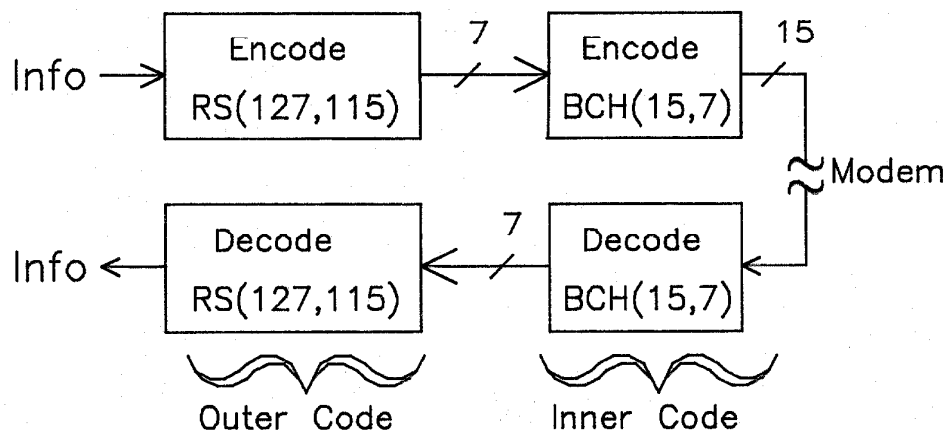 Info
Encode
RS(127,115)
7
Encode
BCH(15,7)
15
Modem
Info
Decode
RS(127,115)
7
Decode
BCH(15,7)
Outer Code
Inner Code